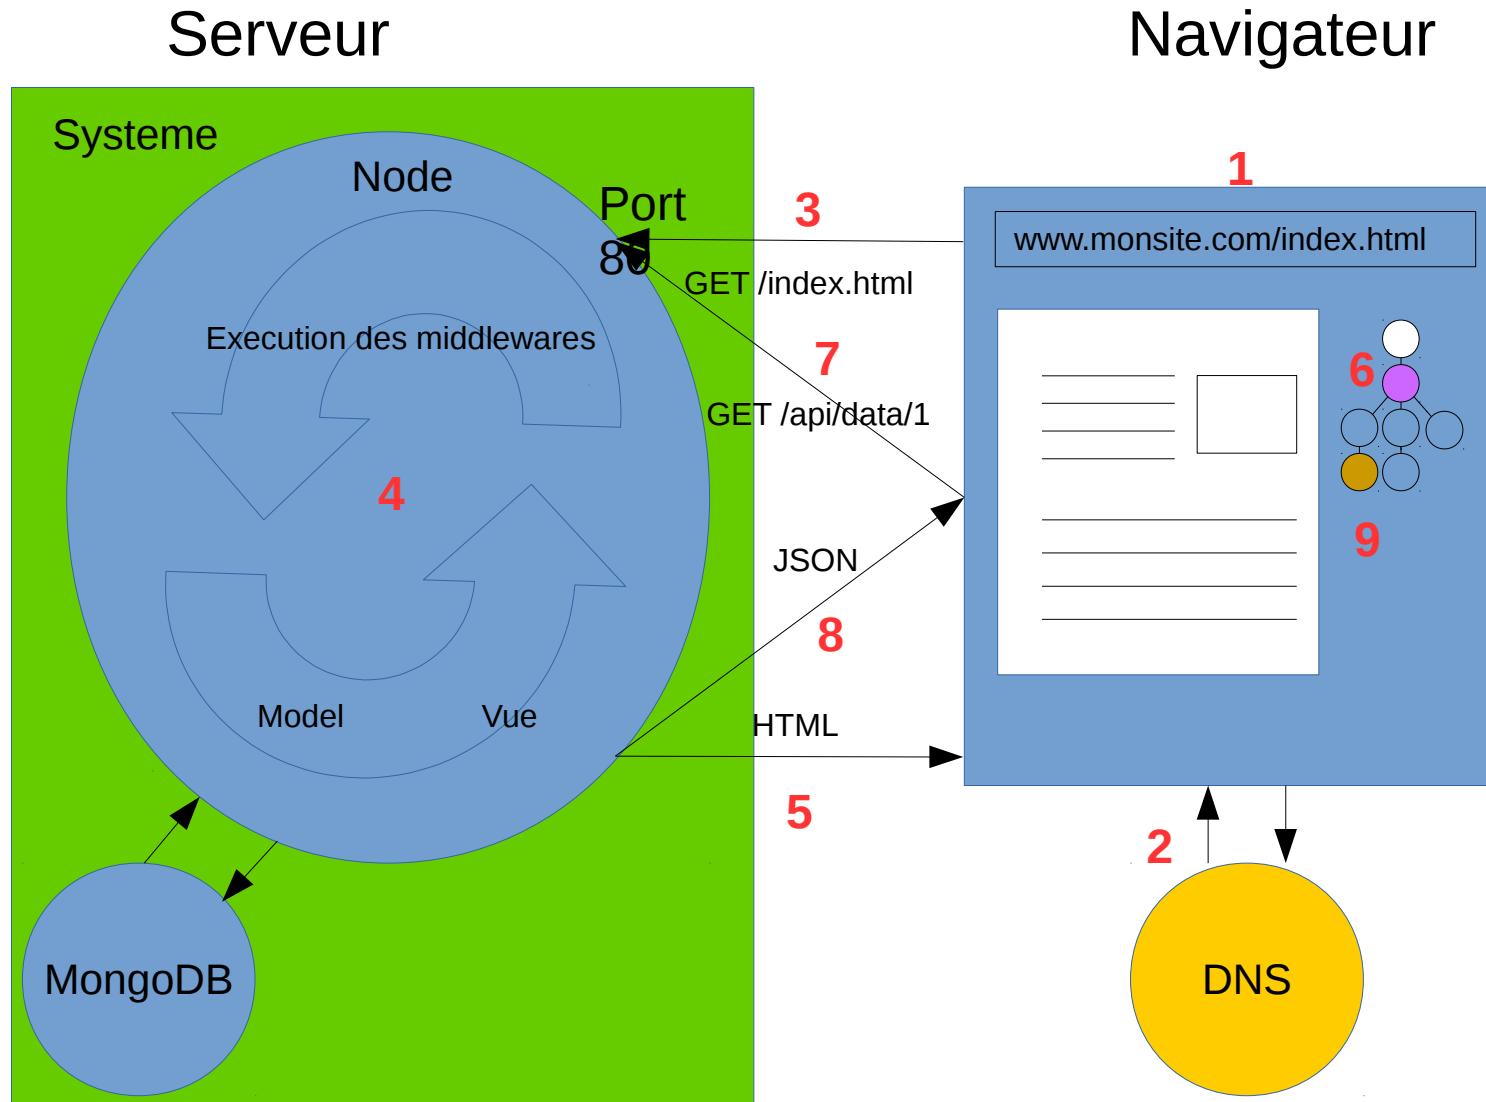 Serveur
Navigateur
Systeme
Node
Port
80
1
3
www.monsite.com/index.html
GET /index.html
Execution des middlewares
7
6
GET /api/data/1
4
9
JSON
8
Model
Vue
HTML
5
2
MongoDB
DNS